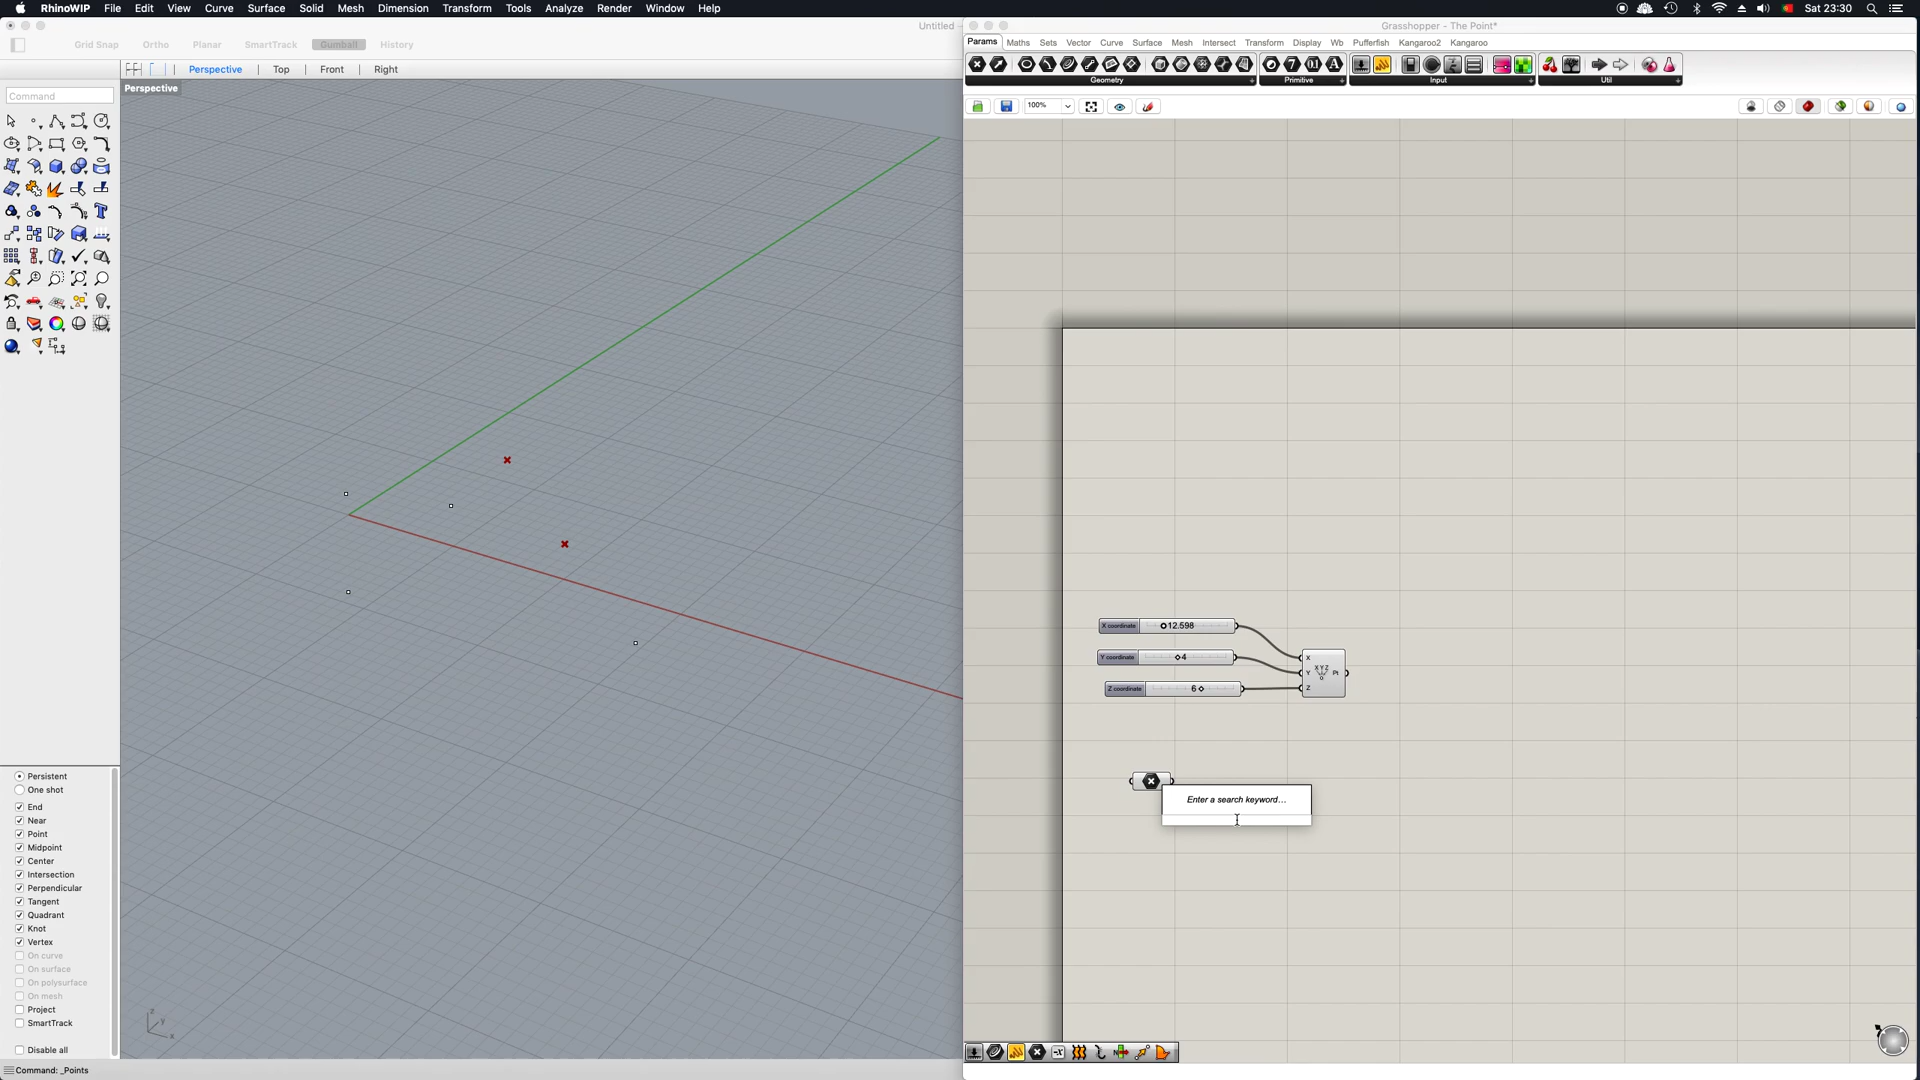 RhinoWIP File Edit View Curve Surface Solid Mesh Dimension Transform Tools Analyze Render Window Help
Sat 23:30
Untitled
Grasshopper - The Point*
Grid Snap Ortho Planar SmartTrack Gumball History
Params Maths Sets Vector Curve Surface Mesh Intersect Transform Display Wb Pufferfish Kangaroo2 Kangaroo
Geometry Primitive Input Util
Perspective Top Front Right
Perspective
Command
100%
X coordinate 12.598
Y coordinate 4
Z coordinate 6
X
Y
Z
X Y Z
Pt
Enter a search keyword...
Persistent
One shot
End
Near
Point
Midpoint
Center
Intersection
Perpendicular
Tangent
Quadrant
Knot
Vertex
On curve
On surface
On polysurface
On mesh
Project
SmartTrack
Disable all
z
y
x
Command: _Points